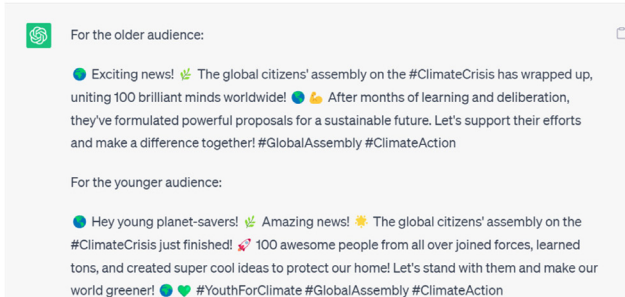 For the older audience:
🌎 Exciting news! 🌿 The global citizens' assembly on the #ClimateCrisis has wrapped up,
uniting 100 brilliant minds worldwide! 🌎 💪 After months of learning and deliberation,
they've formulated powerful proposals for a sustainable future. Let's support their efforts
and make a difference together! #GlobalAssembly #ClimateAction
For the younger audience:
🌎 Hey young planet-savers! 🌿 Amazing news! 🌟 The global citizens' assembly on the
#ClimateCrisis just finished! 🚀 100 awesome people from all over joined forces, learned
tons, and created super cool ideas to protect our home! Let's stand with them and make our
world greener! 🌎 💚 #YouthForClimate #GlobalAssembly #ClimateAction